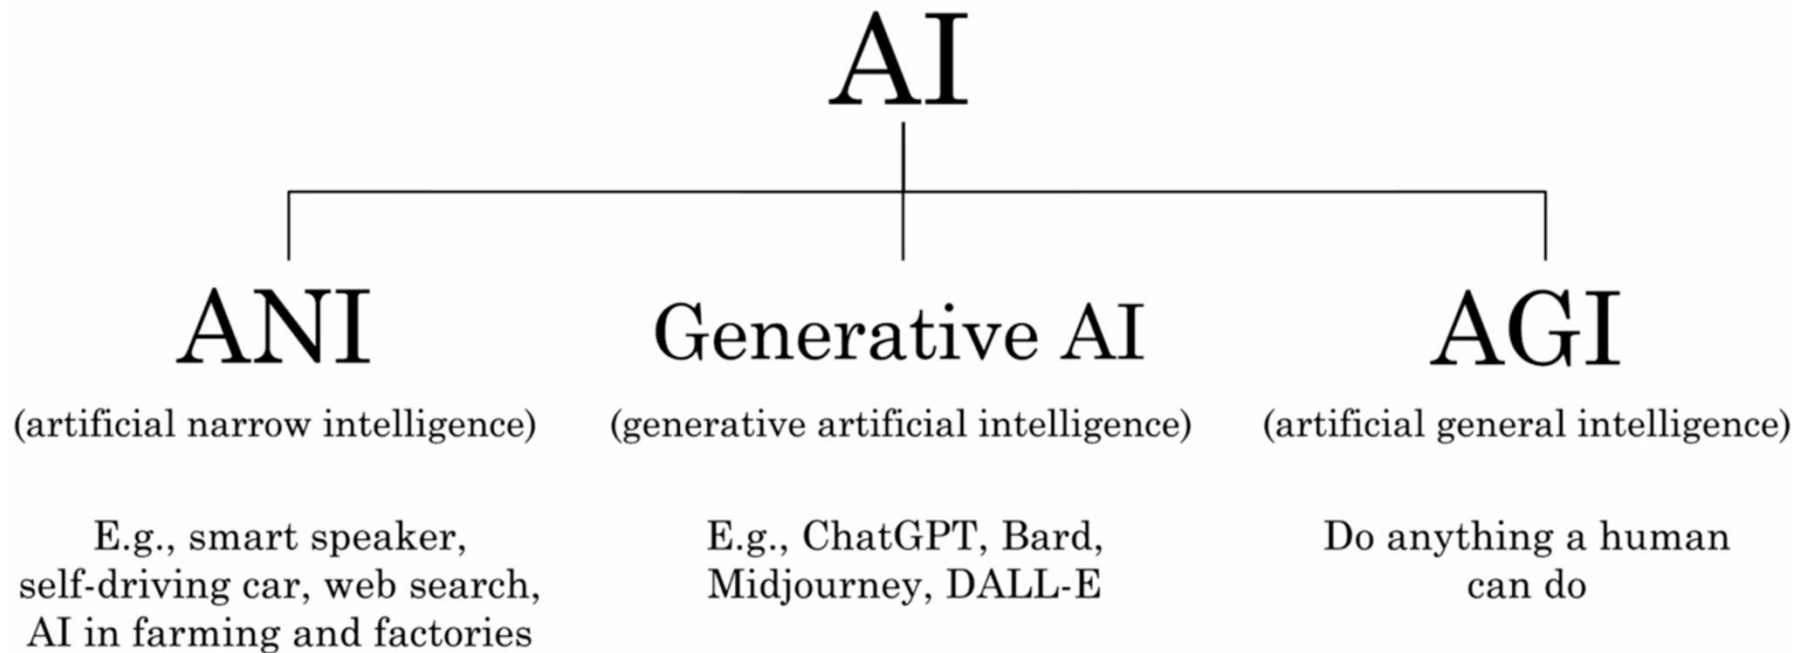 AI
ANI
Generative AI
AGI
(artificial narrow intelligence)
(generative artificial intelligence)
(artificial general intelligence)
E.g., smart speaker,
self-driving car, web search,
AI in farming and factories
E.g., ChatGPT, Bard,
Midjourney, DALL-E
Do anything a human
can do